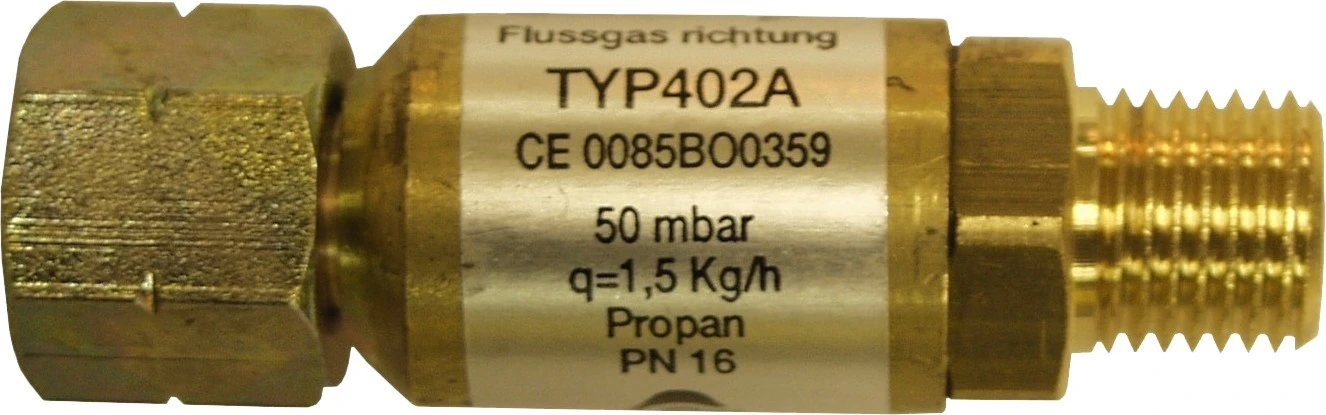 Flussgas richtung
TYP402A
CE 0085BO0359
50 mbar
q=1,5 Kg/h
Propan
PN 16